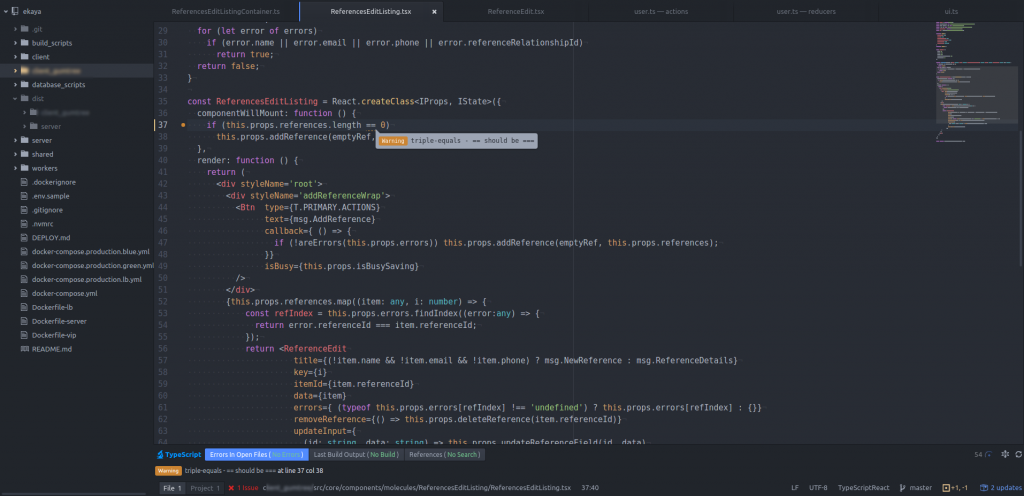 ekaya
.git
build_scripts
client
database_scripts
dist
server
server
shared
workers
.dockerignore
.env.sample
.gitignore
.nvmrc
DEPLOY.md
docker-compose.production.blue.yml
docker-compose.production.green.yml
docker-compose.production.lb.yml
docker-compose.yml
Dockerfile-lb
Dockerfile-server
Dockerfile-vip
README.md
ReferencesEditListingContainer.ts ReferencesEditListing.tsx ReferencesEdit.tsx user.ts — actions user.ts — reducers ui.ts
29 for (let error of errors)
30 if (error.name || error.email || error.phone || error.referenceRelationshipId)
31 return true;
32 return false;
33 }
34
35 const ReferencesEditListing = React.createClass<IProps, IState>({
36 componentWillMount: function () {
37 if (this.props.references.length == 0)
38 this.props.addReference(emptyRef,
Warning triple-equals - == should be ===
39 },
40 render: function () {
41 return (
42 <div styleName='root'>
43 <div styleName='addReferenceWrap'>
44 <Btn type={T.PRIMARY.ACTIONS}
45 text={msg.AddReference}
46 callback={ () => {
47 if (!areErrors(this.props.errors)) this.props.addReference(emptyRef, this.props.references);
48 }}
49 isBusy={this.props.isBusySaving}
50 />
51 </div>
52 {this.props.references.map((item: any, i: number) => {
53 const refIndex = this.props.errors.findIndex((error:any) => {
54 return error.referenceId === item.referenceId;
55 });
56 return <ReferenceEdit
57 title={(!item.name && !item.email && !item.phone) ? msg.NewReference : msg.ReferenceDetails}
58 key={i}
59 itemId={item.referenceId}
60 data={item}
61 errors={ (typeof this.props.errors[refIndex] !== 'undefined') ? this.props.errors[refIndex] : {}}
62 removeReference={() => this.props.deleteReference(item.referenceId)}
63 updateInput={
64 (id: string, data: string) => this.props.updateReferenceField(id, data)
TypeScript Errors In Open Files ( No Errors ) Last Build Output ( No Build ) References ( No Search ) 54
Warning triple-equals - == should be === at line 37 col 38
File 1 Project 1 1 Issue /src/core/components/molecules/ReferencesEditListing/ReferencesEditListing.tsx 37:40 LF UTF-8 TypeScriptReact master +1, -1 2 updates